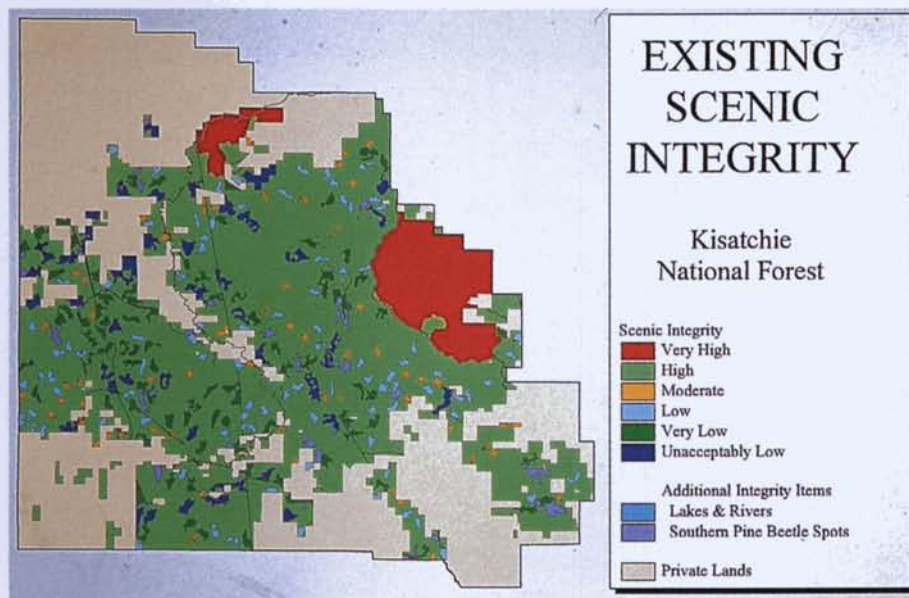 EXISTING
SCENIC
INTEGRITY
Kisatchie
National Forest
Scenic Integrity
Very High
High
Moderate
Low
Very Low
Unacceptably Low
Additional Integrity Items
Lakes & Rivers
Southern Pine Beetle Spots
Private Lands